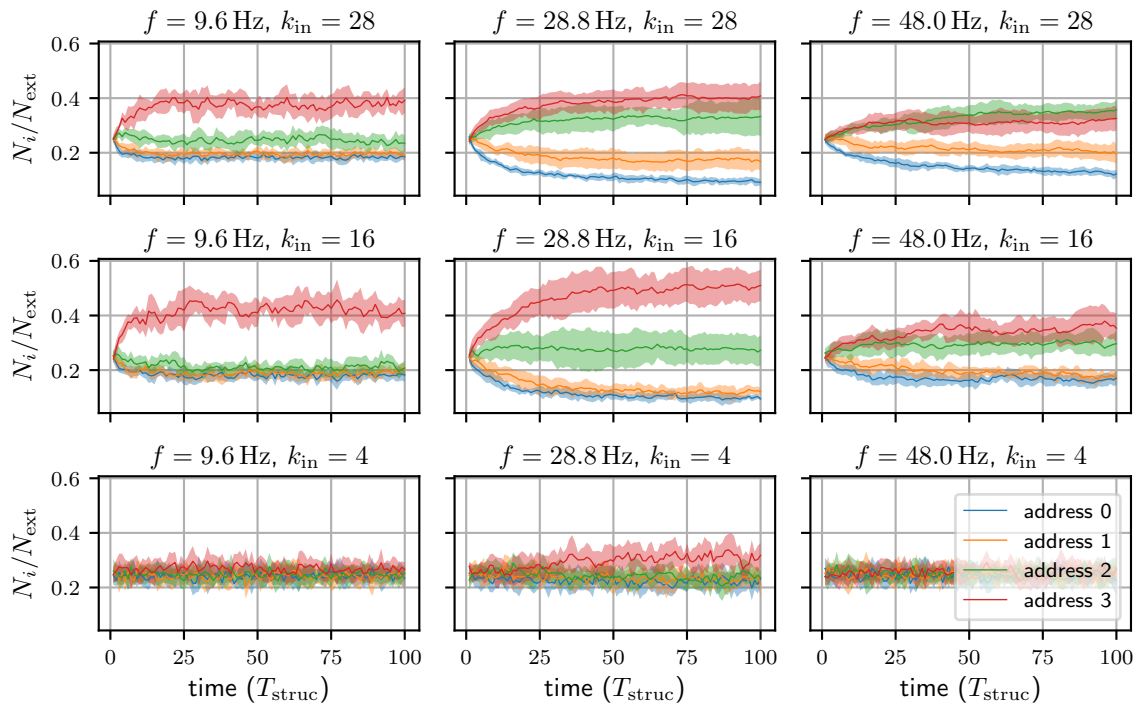 f = 9.6 Hz, k_in = 28
f = 28.8 Hz, k_in = 28
f = 48.0 Hz, k_in = 28
N_i/N_ext
0.6
0.4
0.2
f = 9.6 Hz, k_in = 16
f = 28.8 Hz, k_in = 16
f = 48.0 Hz, k_in = 16
N_i/N_ext
0.6
0.4
0.2
f = 9.6 Hz, k_in = 4
f = 28.8 Hz, k_in = 4
f = 48.0 Hz, k_in = 4
N_i/N_ext
0.6
0.4
0.2
address 0
address 1
address 2
address 3
0 25 50 75 100
0 25 50 75 100
0 25 50 75 100
time (T_struc)
time (T_struc)
time (T_struc)